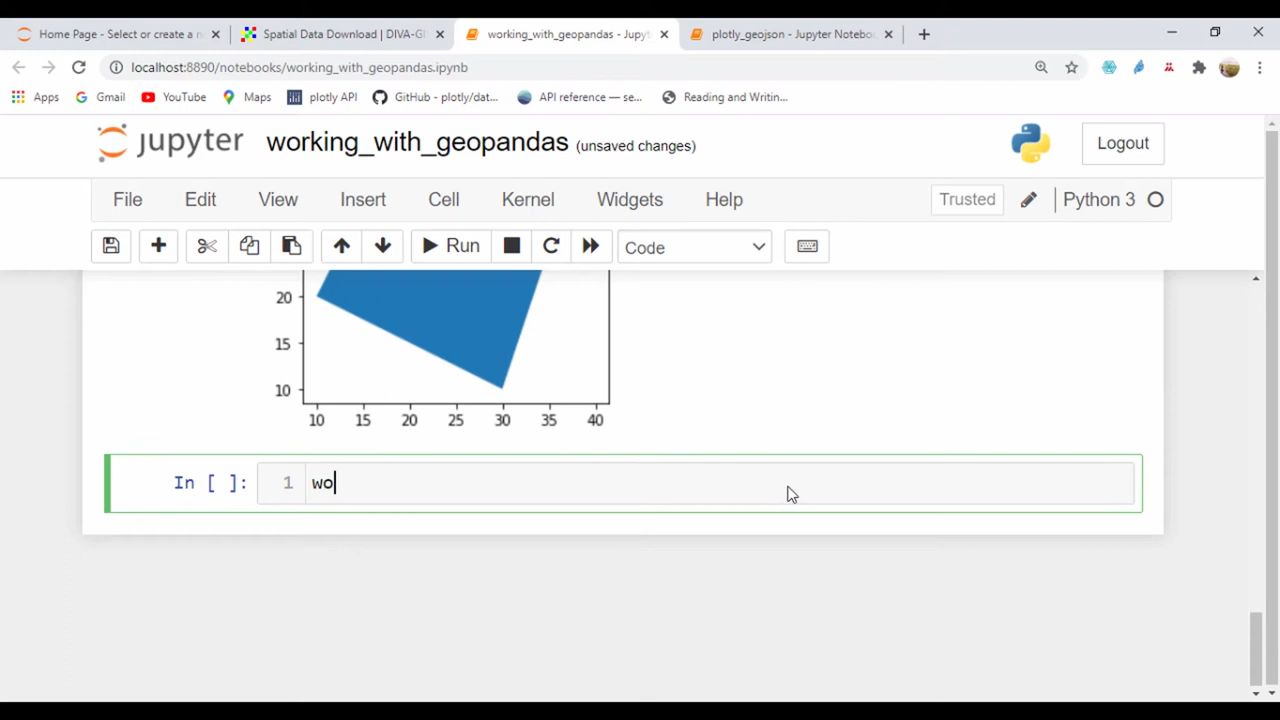 Home Page - Select or create a n
Spatial Data Download | DIVA-GI
working_with_geopandas - Jupyt
plotly_geojson - Jupyter Noteboo
localhost:8890/notebooks/working_with_geopandas.ipynb
Apps
Gmail
YouTube
Maps
plotly API
GitHub - plotly/dat...
API reference — se...
Reading and Writin...
jupyter working_with_geopandas (unsaved changes)
Logout
File Edit View Insert Cell Kernel Widgets Help
Trusted
Python 3
Run
Code
20
15
10
10 15 20 25 30 35 40
In [ ]: 1 wo